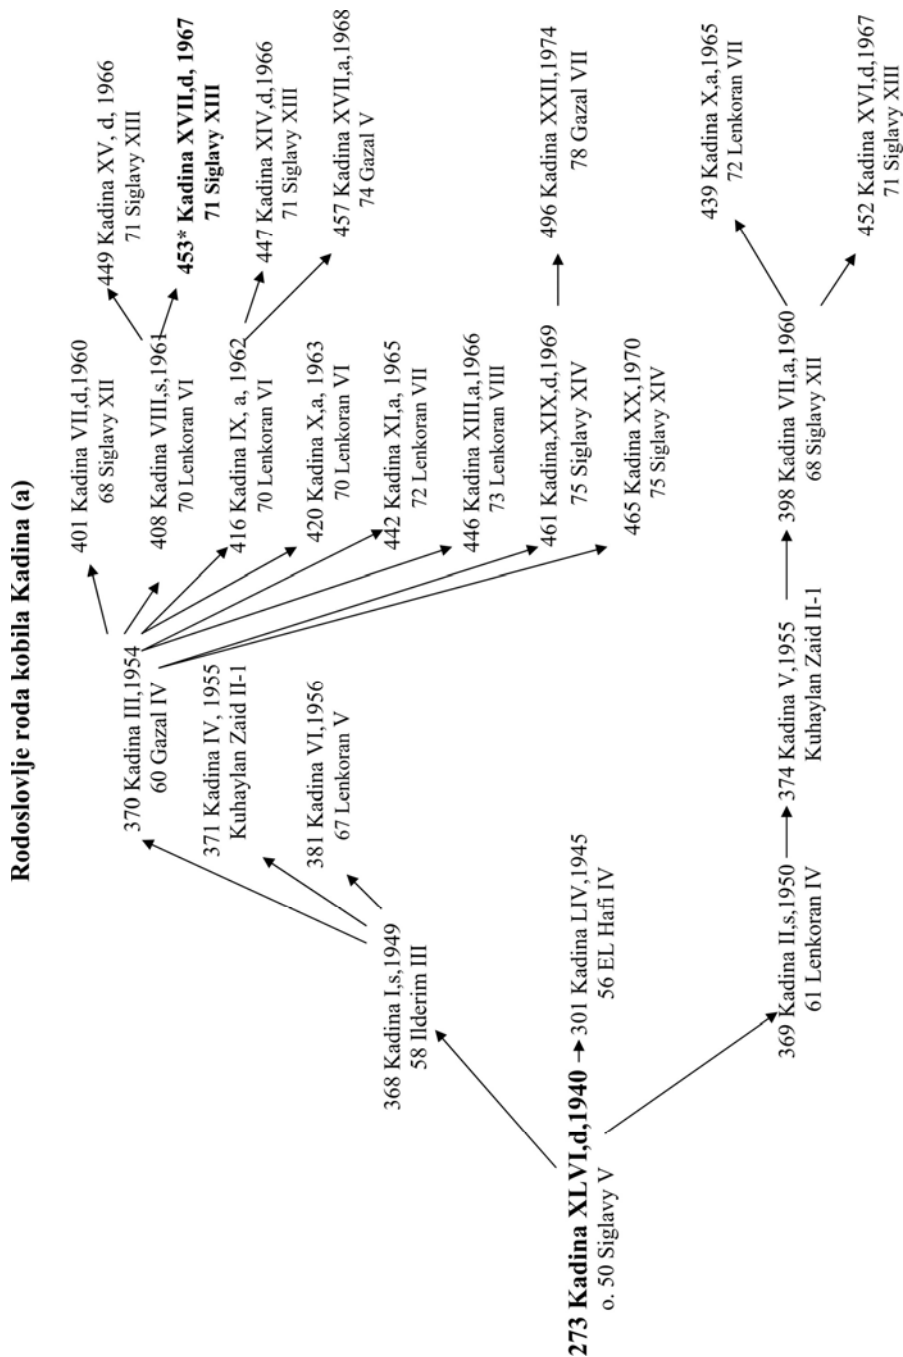 Rodoslovlje roda kobila Kadina (a)
449 Kadina XV, d, 1966
71 Siglavy XIII
453* Kadina XVII,d, 1967
71 Siglavy XIII
447 Kadina XIV,d,1966
71 Siglavy XIII
457 Kadina XVII,a,1968
74 Gazal V
496 Kadina XXII,1974
78 Gazal VII
439 Kadina X,a,1965
72 Lenkoran VII
452 Kadina XVI,d,1967
71 Siglavy XIII
401 Kadina VII,d,1960
68 Siglavy XII
408 Kadina VIII,s,1961
70 Lenkoran VI
416 Kadina IX, a, 1962
70 Lenkoran VI
420 Kadina X,a, 1963
70 Lenkoran VI
442 Kadina XI,a, 1965
72 Lenkoran VII
446 Kadina XIII,a,1966
73 Lenkoran VIII
461 Kadina,XIX,d,1969
75 Siglavy XIV
465 Kadina XX,1970
75 Siglavy XIV
398 Kadina VII,a,1960
68 Siglavy XII
370 Kadina III,1954
60 Gazal IV
371 Kadina IV, 1955
Kuhaylan Zaid II-1
381 Kadina VI,1956
67 Lenkoran V
374 Kadina V,1955
Kuhaylan Zaid II-1
368 Kadina I,s,1949
58 Ilderim III
301 Kadina LIV,1945
56 EL Hafi IV
369 Kadina II,s,1950
61 Lenkoran IV
273 Kadina XLVI,d,1940
o. 50 Siglavy V